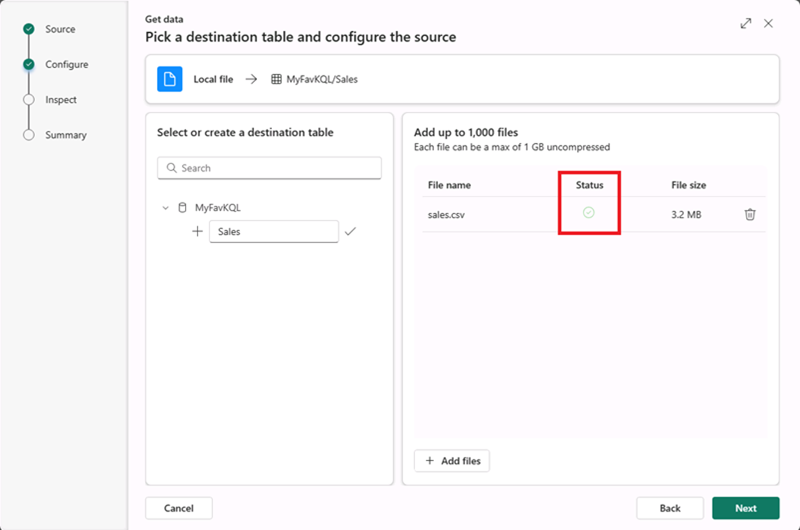 Source
Configure
Inspect
Summary
Get data
Pick a destination table and configure the source
Local file
MyFavKQL/Sales
Select or create a destination table
Search
MyFavKQL
Sales
Add up to 1,000 files
Each file can be a max of 1 GB uncompressed
File name Status File size
sales.csv 3.2 MB
Add files
Cancel Back Next